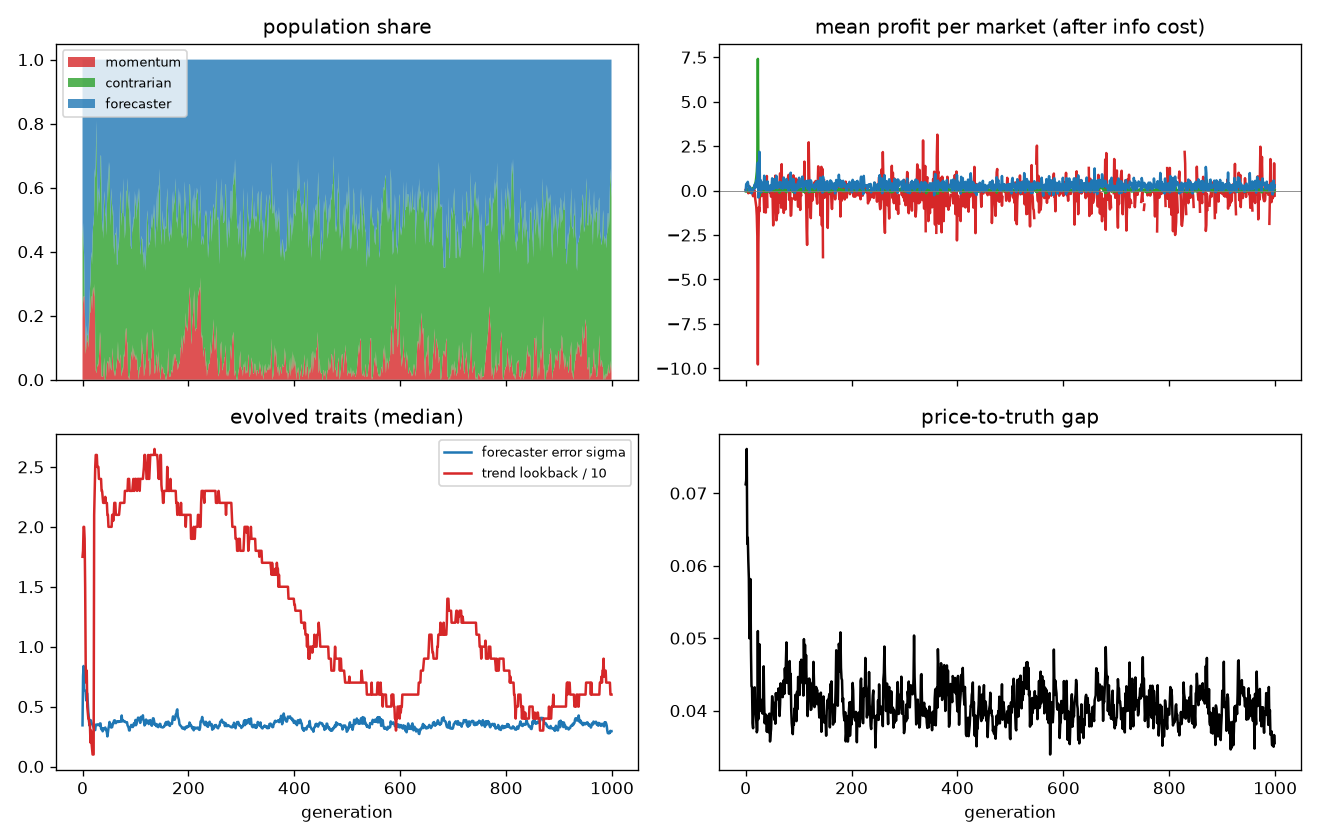 population share
1.0
0.8
0.6
0.4
0.2
0.0
momentum
contrarian
forecaster
mean profit per market (after info cost)
7.5
5.0
2.5
0.0
−2.5
−5.0
−7.5
−10.0
evolved traits (median)
2.5
2.0
1.5
1.0
0.5
0.0
forecaster error sigma
trend lookback / 10
0 200 400 600 800 1000
generation
price-to-truth gap
0.07
0.06
0.05
0.04
0 200 400 600 800 1000
generation